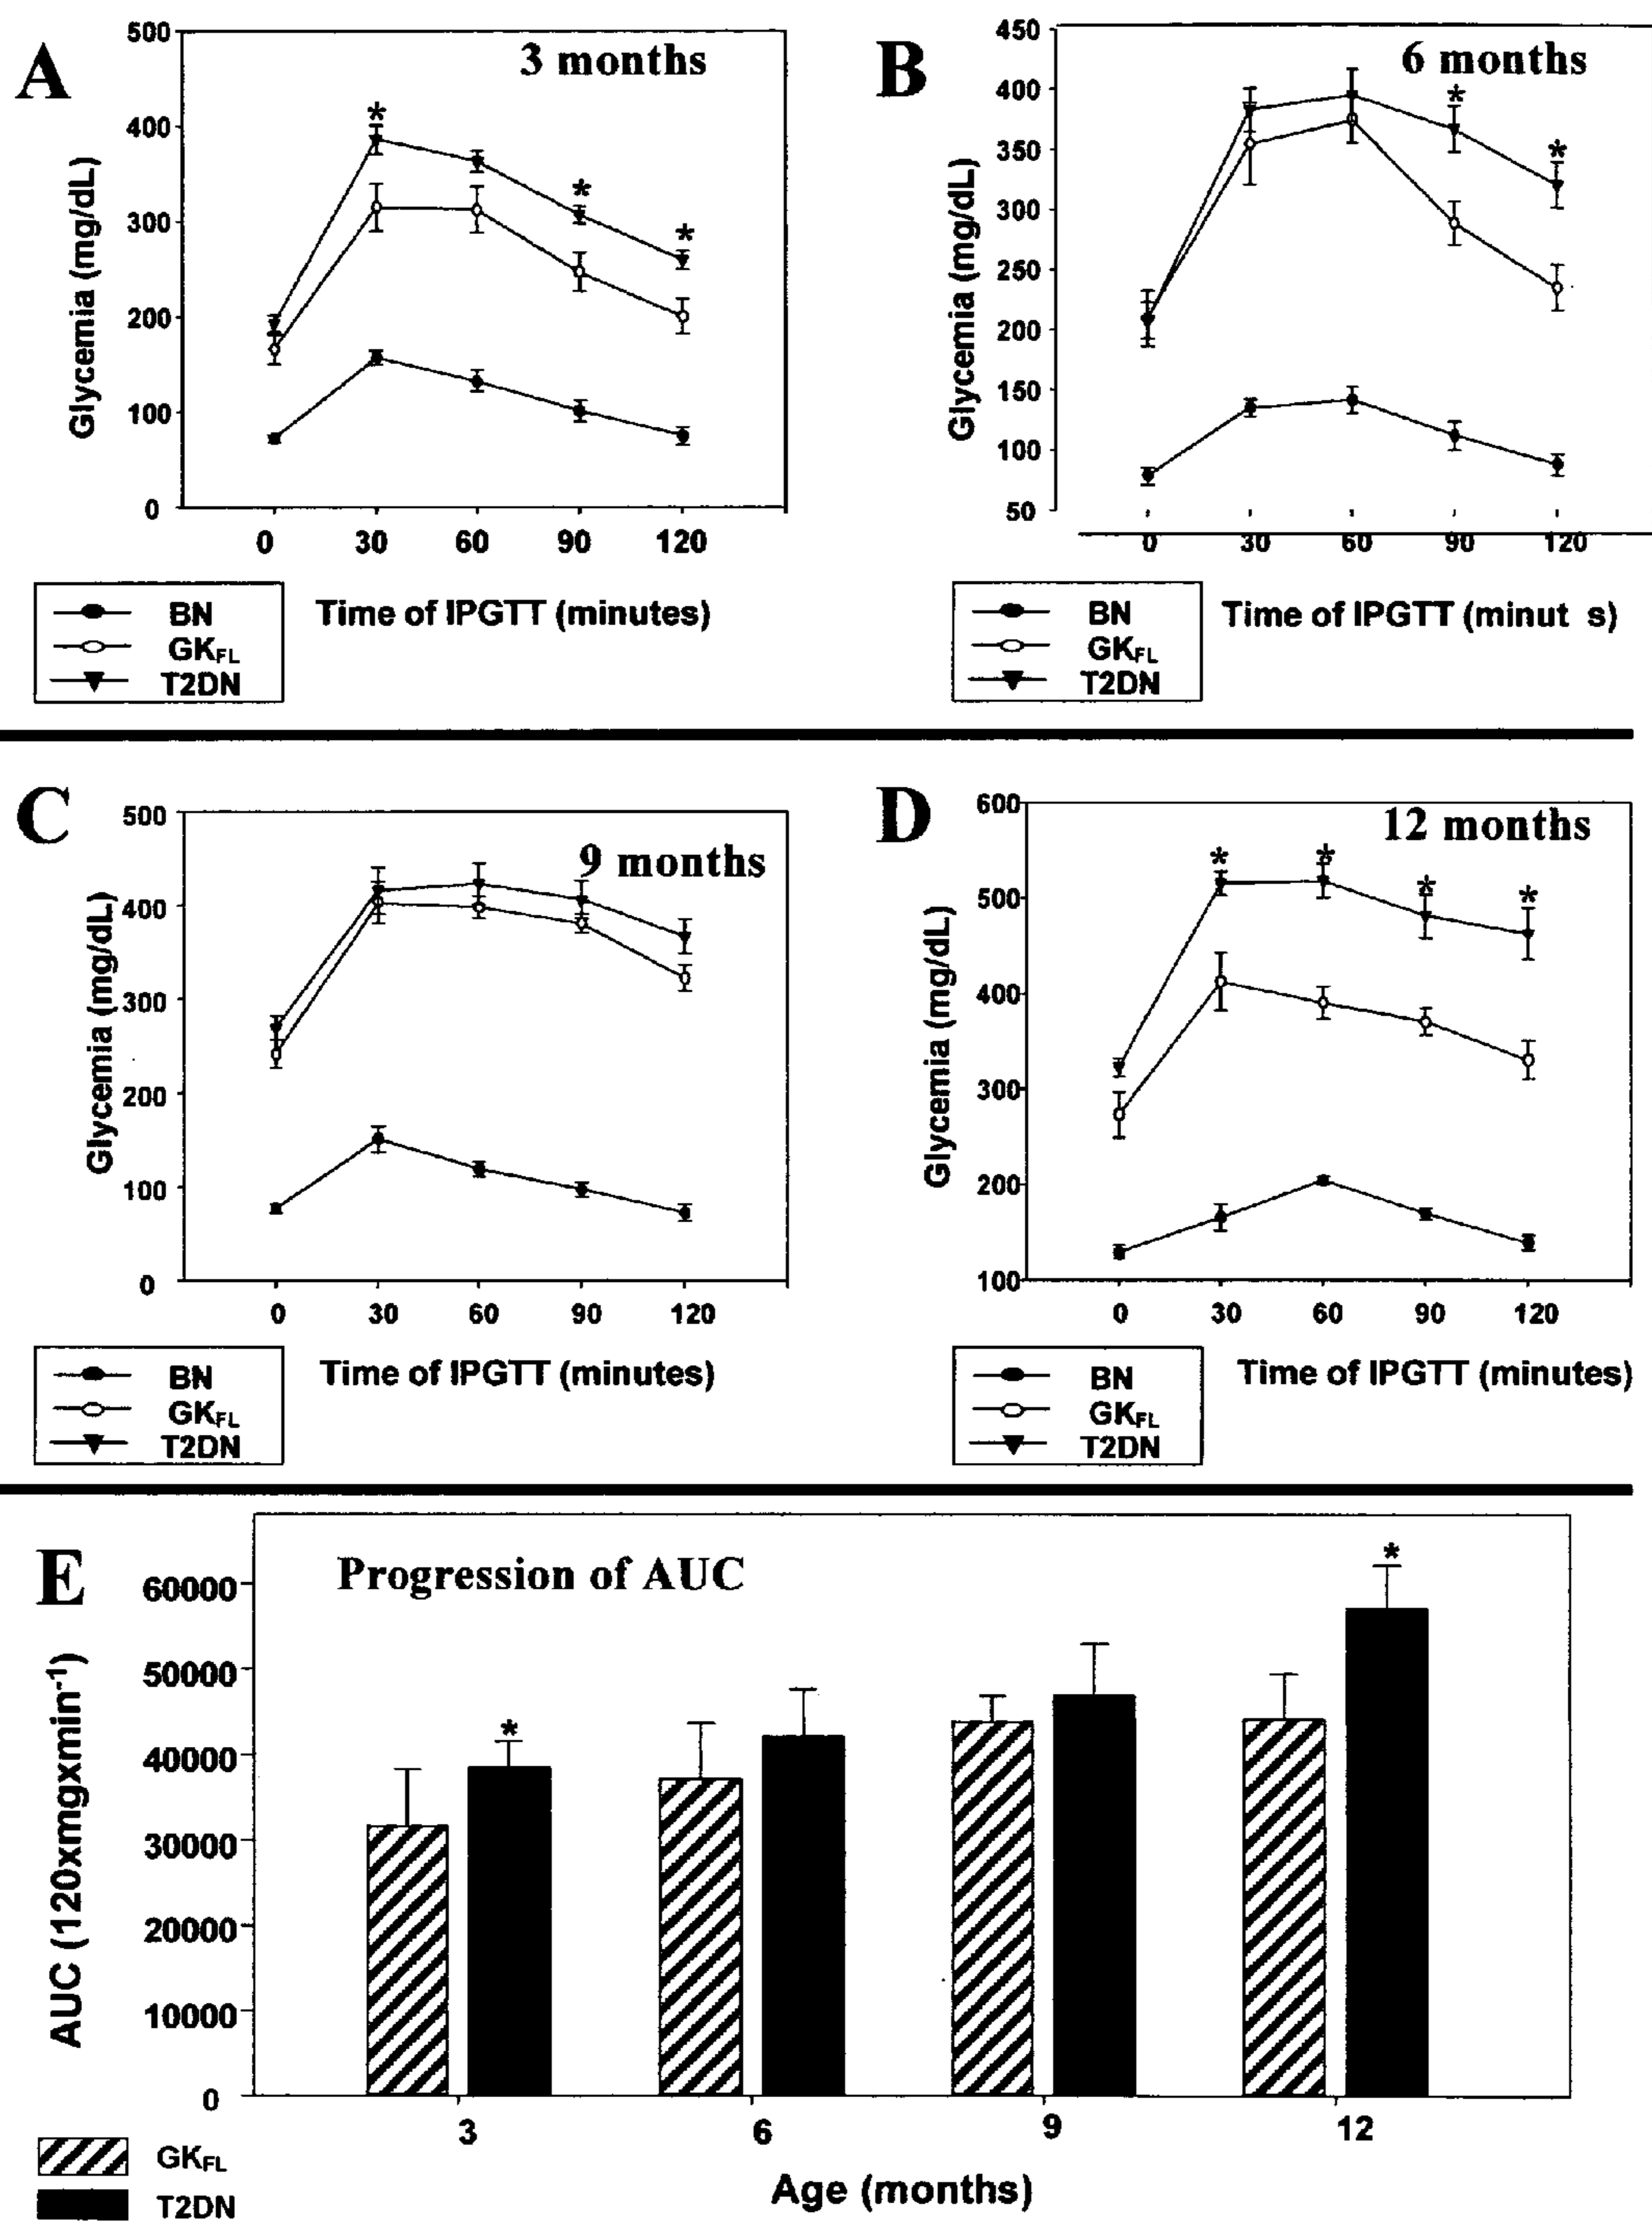 A
3 months
500
400
300
200
100
0
Glycemia (mg/dL)
*
*
*
0 30 60 90 120
Time of IPGTT (minutes)
BN
GKFL
T2DN
B
6 months
450
400
350
300
250
200
150
100
50
Glycemia (mg/dL)
*
*
0 30 60 90 120
Time of IPGTT (minut s)
BN
GKFL
T2DN
C
9 months
500
400
300
200
100
0
Glycemia (mg/dL)
0 30 60 90 120
Time of IPGTT (minutes)
BN
GKFL
T2DN
D
12 months
600
500
400
300
200
100
Glycemia (mg/dL)
*
*
*
*
0 30 60 90 120
Time of IPGTT (minutes)
BN
GKFL
T2DN
E
Progression of AUC
60000
50000
40000
30000
20000
10000
0
AUC (120xmgxmin-1)
*
*
3 6 9 12
Age (months)
GKFL
T2DN